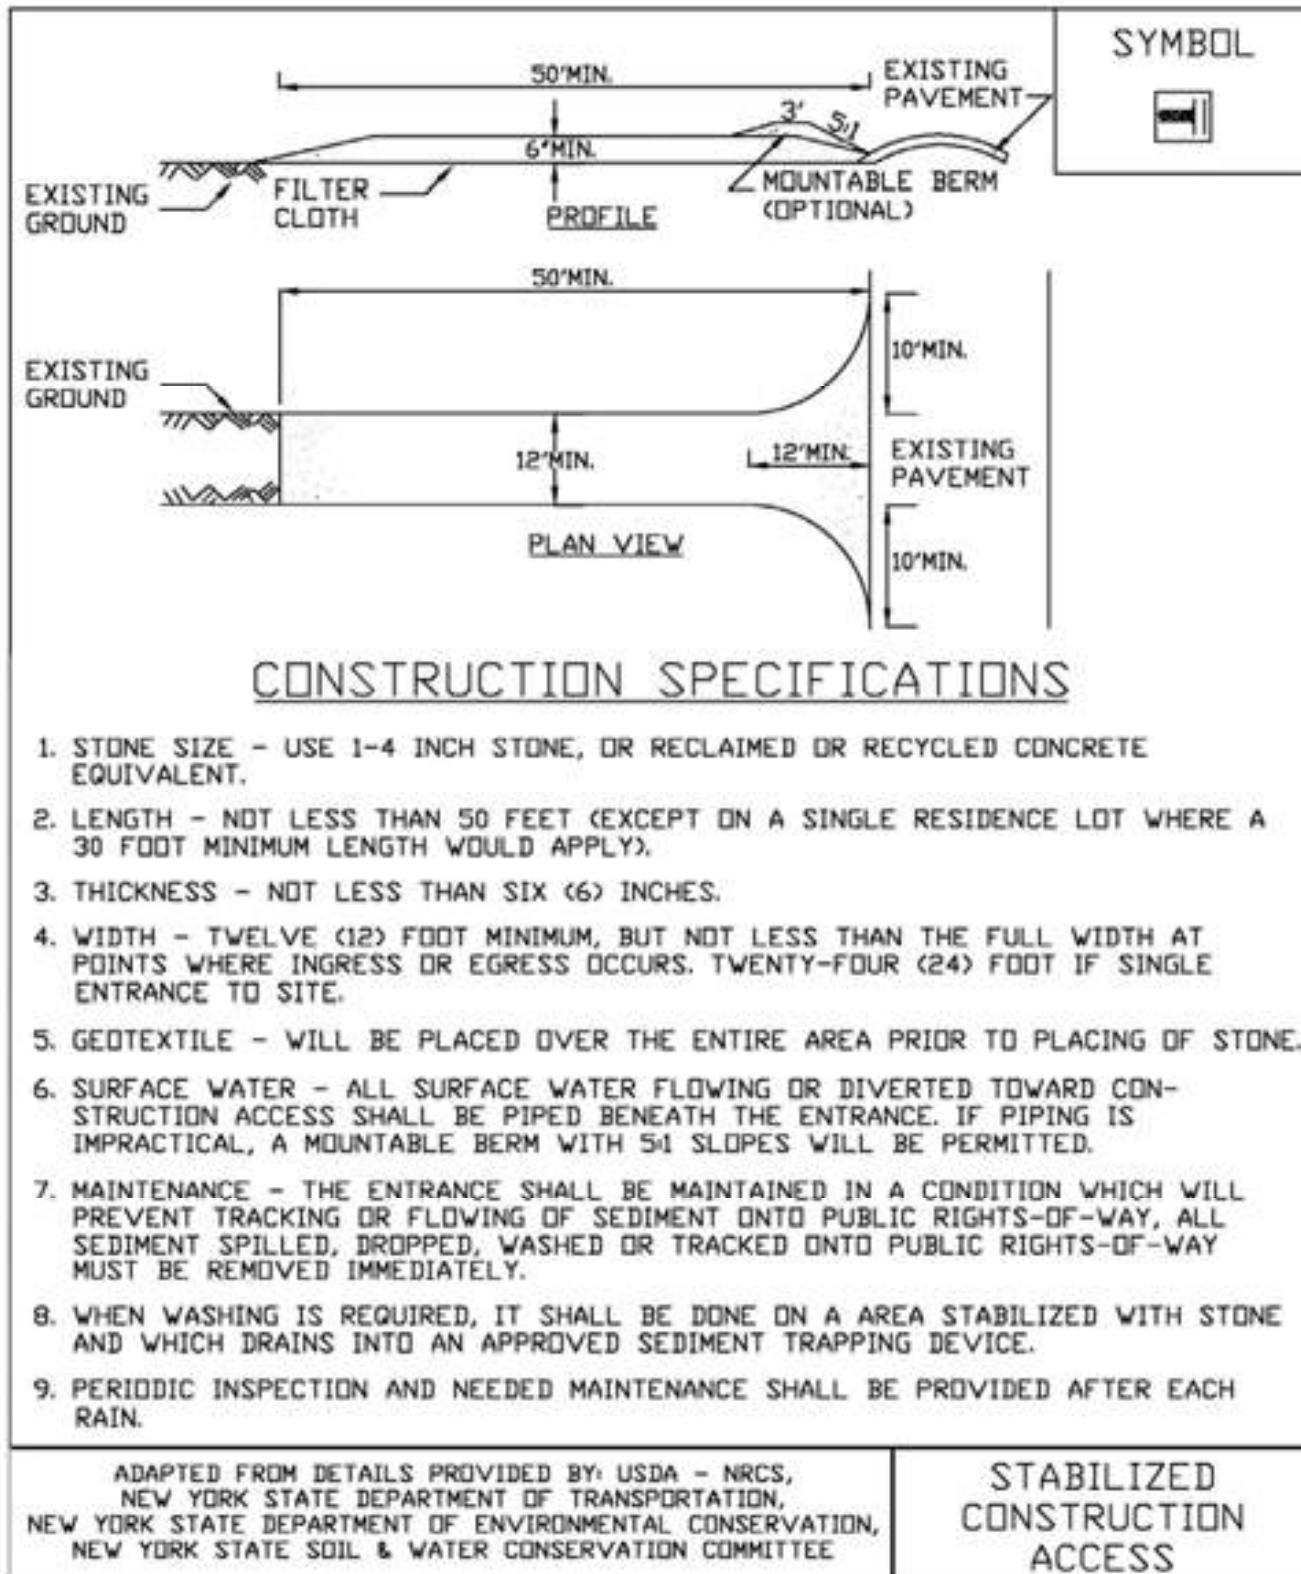 SYMBOL
50'MIN.
EXISTING
PAVEMENT
3'
5:1
6"MIN.
EXISTING
GROUND
FILTER
CLOTH
PROFILE
MOUNTABLE BERM
(OPTIONAL)
50'MIN.
10'MIN.
EXISTING
GROUND
12'MIN.
12'MIN.
EXISTING
PAVEMENT
PLAN VIEW
10'MIN.
CONSTRUCTION SPECIFICATIONS
1. STONE SIZE - USE 1-4 INCH STONE, OR RECLAIMED OR RECYCLED CONCRETE
EQUIVALENT.
2. LENGTH - NOT LESS THAN 50 FEET (EXCEPT ON A SINGLE RESIDENCE LOT WHERE A
30 FOOT MINIMUM LENGTH WOULD APPLY).
3. THICKNESS - NOT LESS THAN SIX (6) INCHES.
4. WIDTH - TWELVE (12) FOOT MINIMUM, BUT NOT LESS THAN THE FULL WIDTH AT
POINTS WHERE INGRESS OR EGRESS OCCURS. TWENTY-FOUR (24) FOOT IF SINGLE
ENTRANCE TO SITE.
5. GEOTEXTILE - WILL BE PLACED OVER THE ENTIRE AREA PRIOR TO PLACING OF STONE.
6. SURFACE WATER - ALL SURFACE WATER FLOWING OR DIVERTED TOWARD CON-
STRUCTION ACCESS SHALL BE PIPED BENEATH THE ENTRANCE. IF PIPING IS
IMPRACTICAL, A MOUNTABLE BERM WITH 5:1 SLOPES WILL BE PERMITTED.
7. MAINTENANCE - THE ENTRANCE SHALL BE MAINTAINED IN A CONDITION WHICH WILL
PREVENT TRACKING OR FLOWING OF SEDIMENT ONTO PUBLIC RIGHTS-OF-WAY, ALL
SEDIMENT SPILLED, DROPPED, WASHED OR TRACKED ONTO PUBLIC RIGHTS-OF-WAY
MUST BE REMOVED IMMEDIATELY.
8. WHEN WASHING IS REQUIRED, IT SHALL BE DONE ON A AREA STABILIZED WITH STONE
AND WHICH DRAINS INTO AN APPROVED SEDIMENT TRAPPING DEVICE.
9. PERIODIC INSPECTION AND NEEDED MAINTENANCE SHALL BE PROVIDED AFTER EACH
RAIN.
ADAPTED FROM DETAILS PROVIDED BY: USDA - NRCS,
NEW YORK STATE DEPARTMENT OF TRANSPORTATION,
NEW YORK STATE DEPARTMENT OF ENVIRONMENTAL CONSERVATION,
NEW YORK STATE SOIL & WATER CONSERVATION COMMITTEE
STABILIZED
CONSTRUCTION
ACCESS